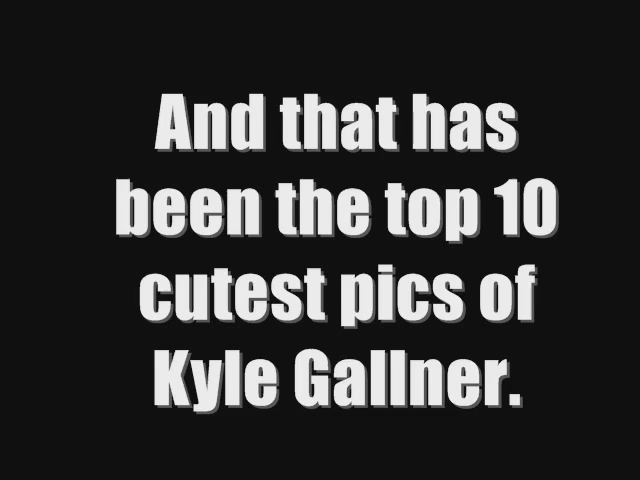 And that has
been the top 10
cutest pics of
Kyle Gallner.